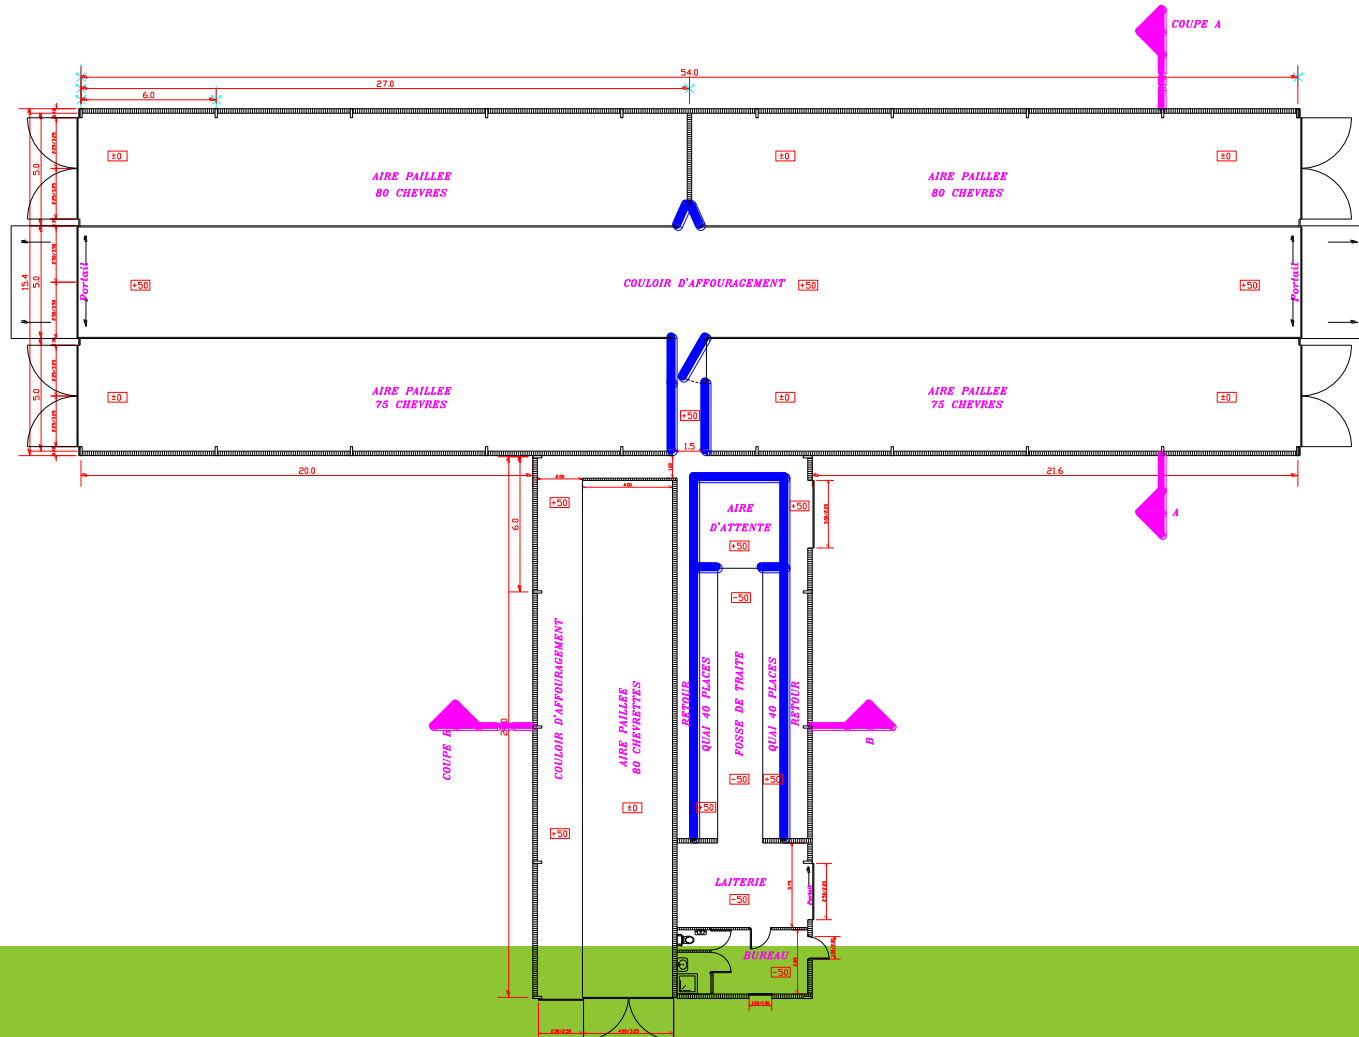 COUPE A
54.0
27.0
6.0
±0
±0
±0
AIRE PAILLEE
80 CHEVRES
AIRE PAILLEE
80 CHEVRES
5.0
15.4
5.0
5.0
Portail
Portail
+50
COULOIR D'AFFOURAGEMENT
+50
+50
AIRE PAILLEE
75 CHEVRES
AIRE PAILLEE
75 CHEVRES
±0
±0
±0
+50
1.5
20.0
21.6
A
6.0
+50
AIRE
D'ATTENTE
+50
+50
-50
COULOIR D'AFFOURAGEMENT
AIRE PAILLEE
80 CHEVRETTES
RETOUR
QUAI 40 PLACES
FOSSE DE TRAITE
QUAI 40 PLACES
RETOUR
COUPE B
B
-50
+50
+50
±0
+50
LAITERIE
-50
Portail
BUREAU
-50